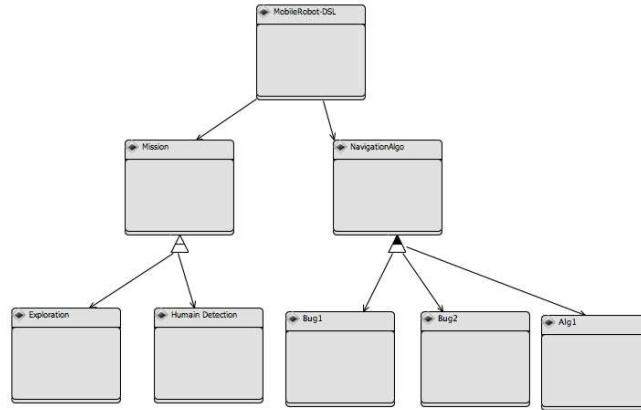 MobileRobot-DSL
Mission
NavigationAlgo
Exploration
Humain Detection
Bug1
Bug2
Alg1